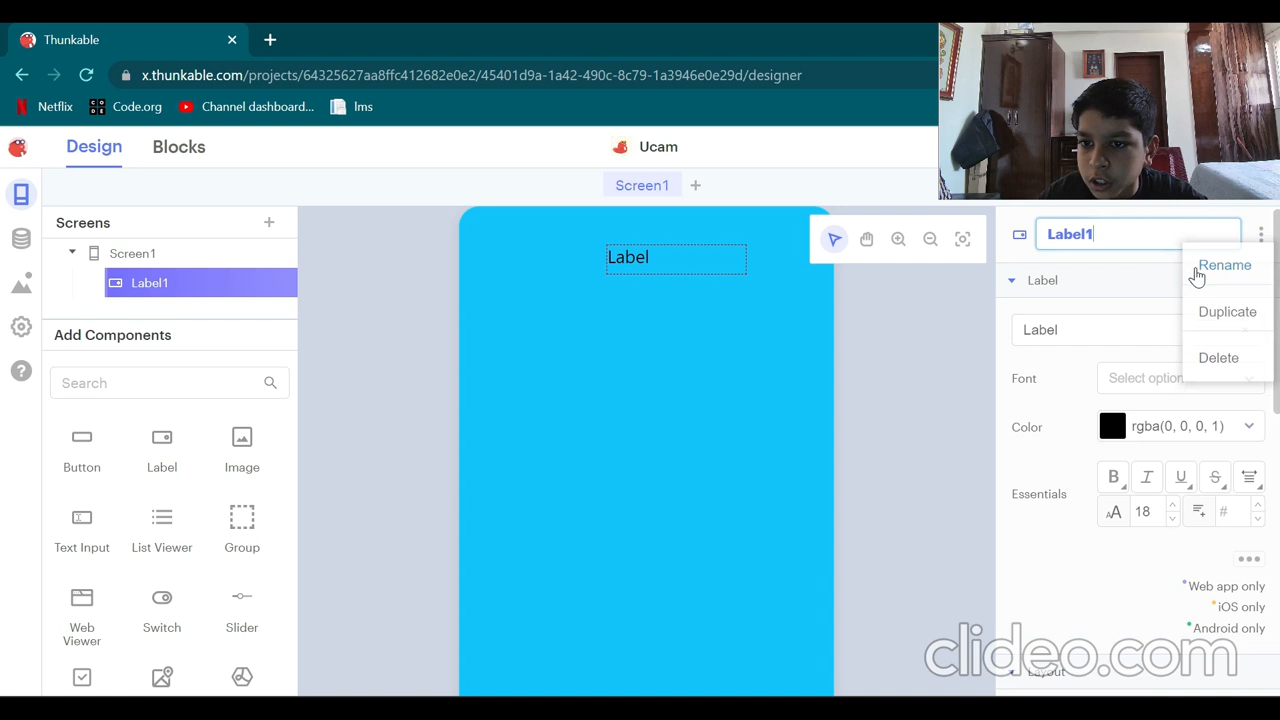 Thunkable
x.thunkable.com/projects/64325627aa8ffc412682e0e2/45401d9a-1a42-490c-8c79-1a3946e0e29d/designer
Netflix
CODE
Code.org
Channel dashboard...
lms
Design
Blocks
Ucam
Screen1
Screens
Screen1
Label1
Add Components
Search
Button
Label
Image
Text Input
List Viewer
Group
Web Viewer
Switch
Slider
Label
Label1
Rename
Duplicate
Delete
Label
Label
Font
Select option
Color
rgba(0, 0, 0, 1)
Essentials
B I U S
AA 18 #
*Web app only
*iOS only
*Android only
Layout
clideo.com